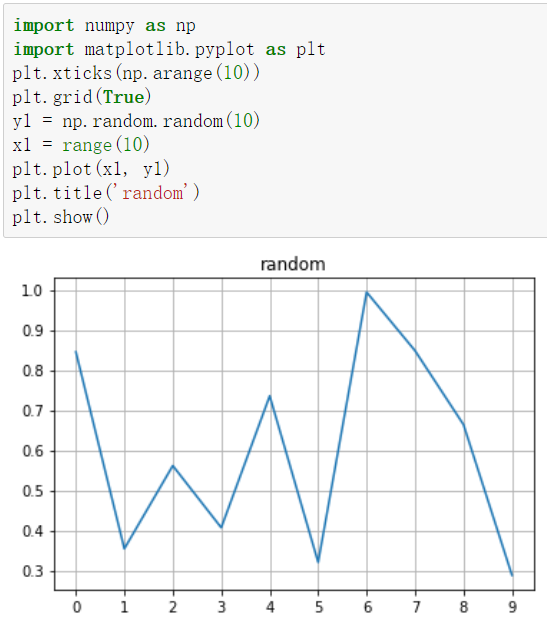 import numpy as np
import matplotlib.pyplot as plt
plt.xticks(np.arange(10))
plt.grid(True)
y1 = np.random.random(10)
x1 = range(10)
plt.plot(x1, y1)
plt.title('random')
plt.show()
random
1.0
0.9
0.8
0.7
0.6
0.5
0.4
0.3
0 1 2 3 4 5 6 7 8 9